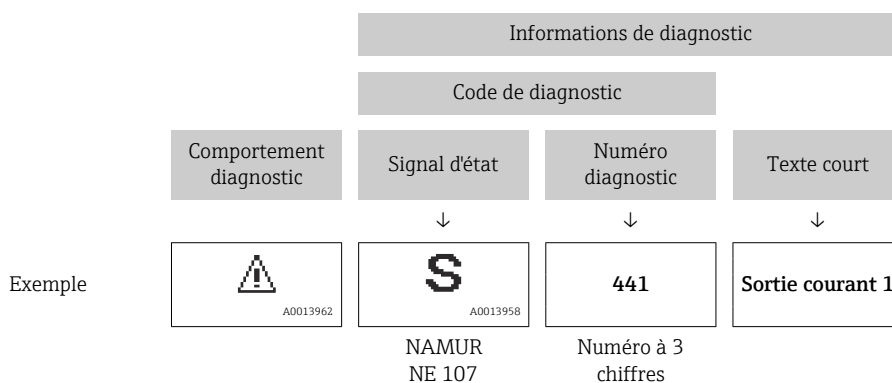 Informations de diagnostic
Code de diagnostic
Comportement
diagnostic
Signal d'état
Numéro
diagnostic
Texte court
↓ ↓ ↓
Exemple
A0013962
S
A0013958
441
Sortie courant 1
NAMUR
NE 107
Numéro à 3
chiffres